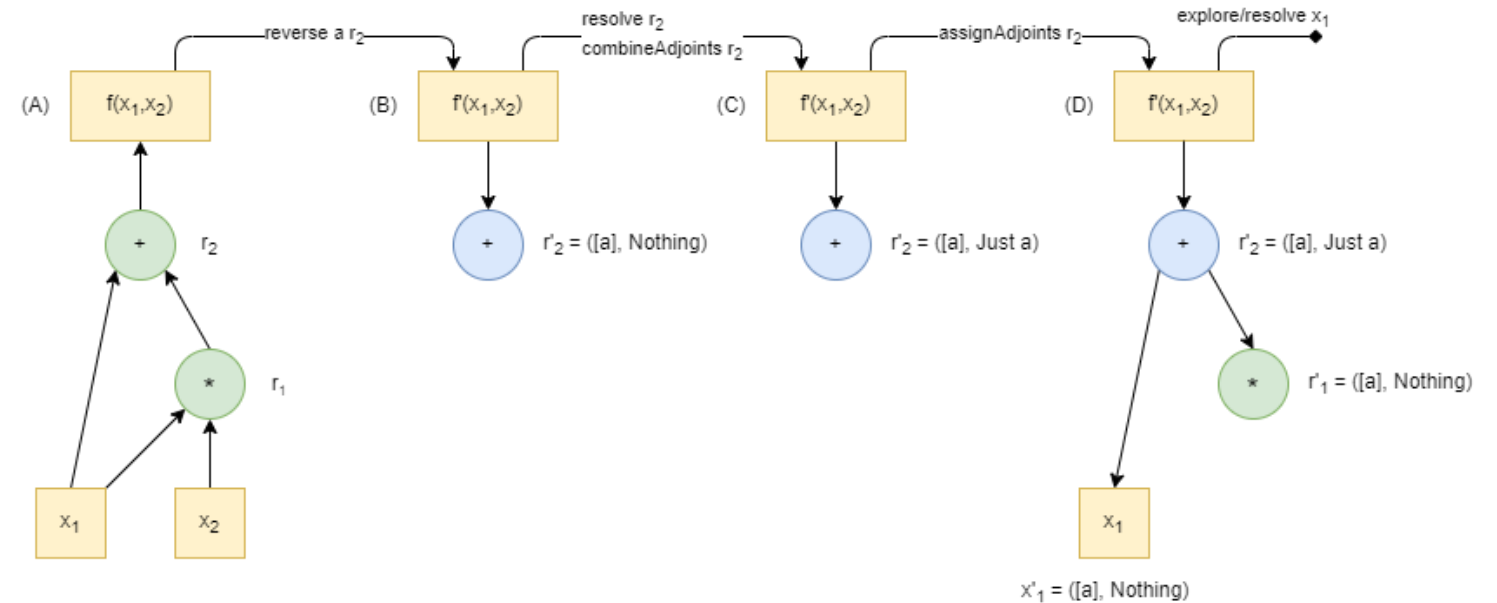 explore/resolve x₁
resolve r₂
reverse a r₂
combineAdjoints r₂
assignAdjoints r₂
(A)
f(x₁,x₂)
(B)
f'(x₁,x₂)
(C)
f'(x₁,x₂)
(D)
f'(x₁,x₂)
+
r₂
+
r'₂ = ([a], Nothing)
+
r'₂ = ([a], Just a)
+
r'₂ = ([a], Just a)
*
r₁
*
r'₁ = ([a], Nothing)
x₁
x₂
x₁
x'₁ = ([a], Nothing)